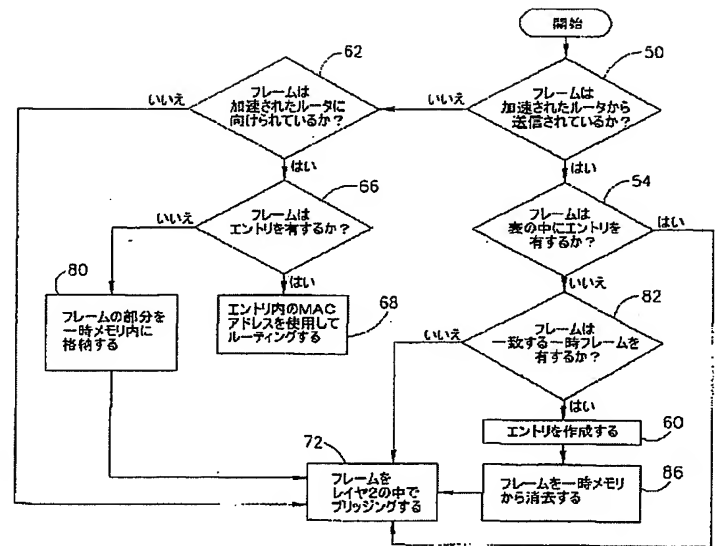 開始
50
フレームは
加速されたルータから
送信されているか?
いいえ
62
フレームは
加速されたルータに
向けられているか?
いいえ
はい
はい
66
フレームは
エントリを有するか?
いいえ
はい
54
フレームは
表の中にエントリを
有するか?
はい
いいえ
80
フレームの部分を
一時メモリ内に
格納する
エントリ内のMAC
アドレスを使用して
ルーティングする
68
82
フレームは
一致する一時フレームを
有するか?
いいえ
はい
エントリを作成する
60
72
フレームを
レイヤ2の中で
ブリッジングする
フレームを一時メモリ
から消去する
86